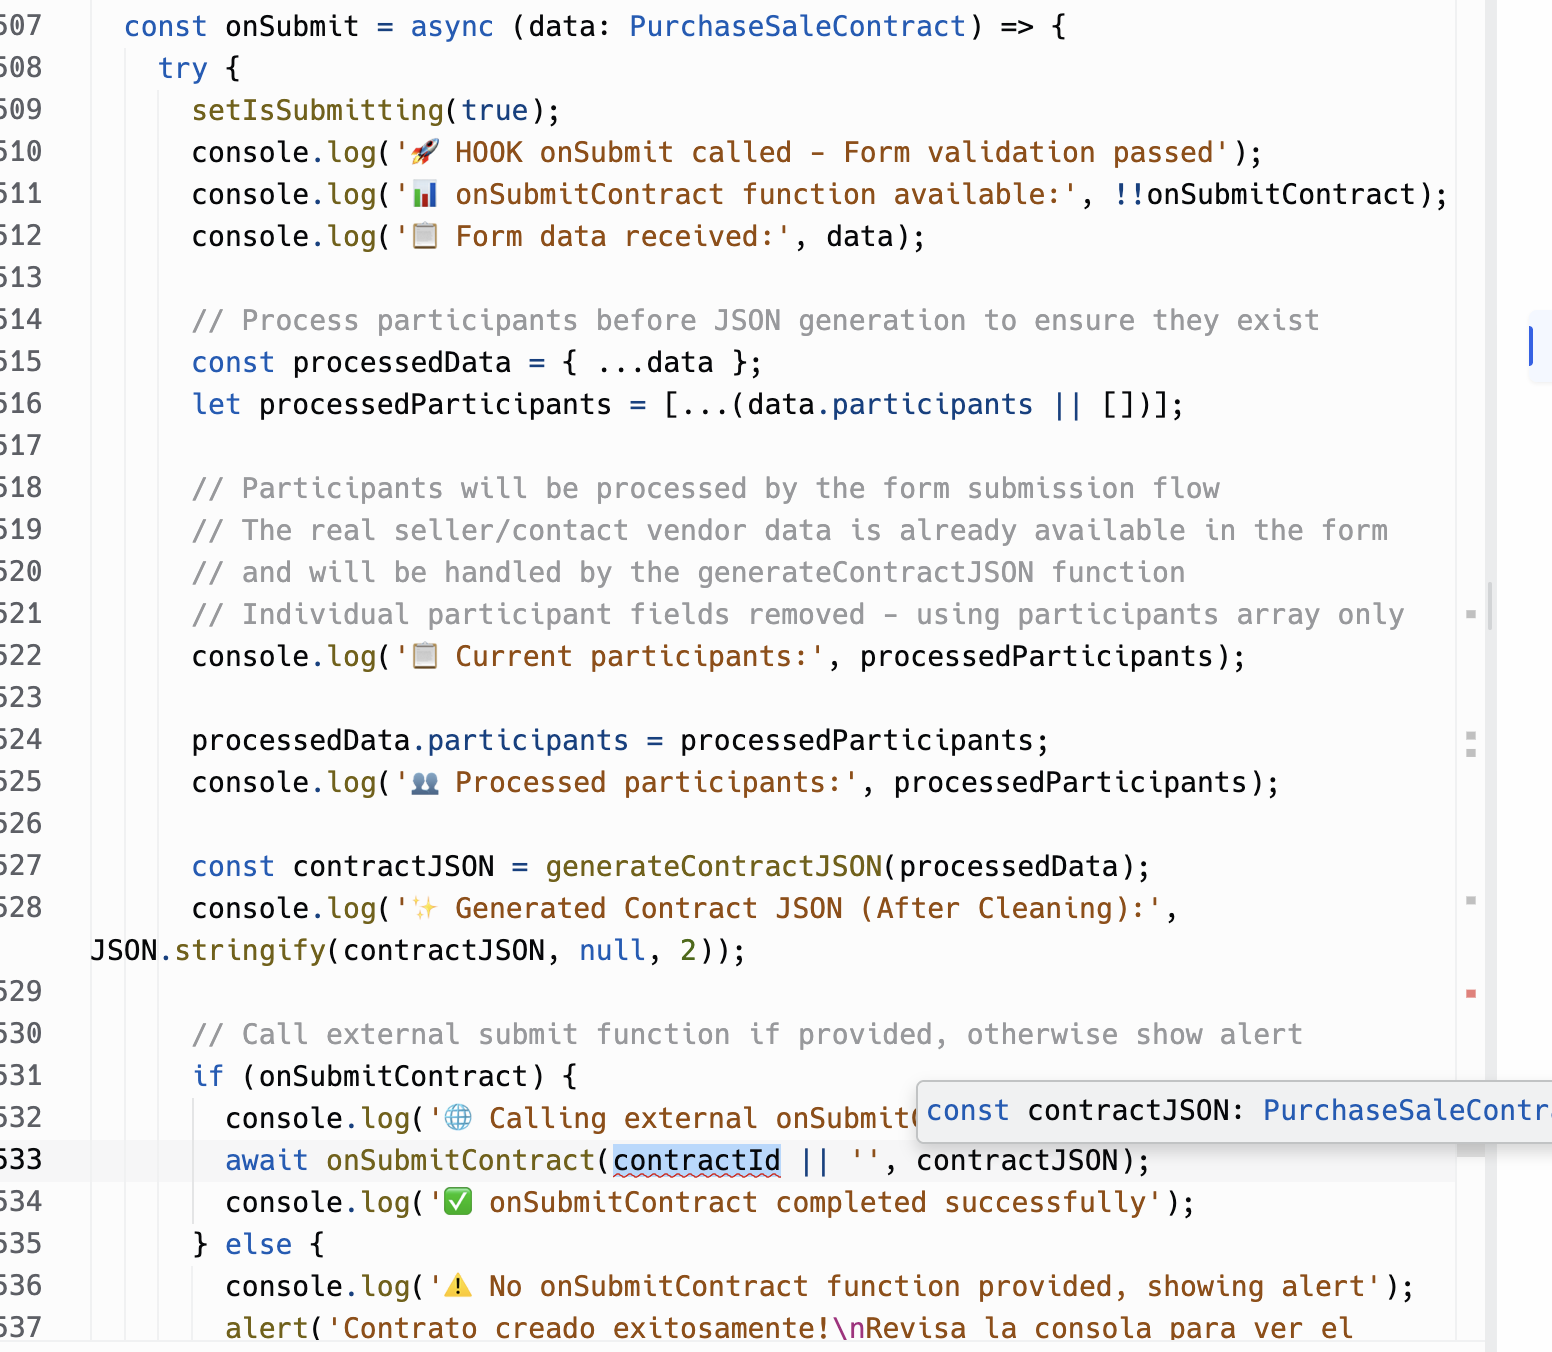 507 const onSubmit = async (data: PurchaseSaleContract) => {
508 try {
509 setIsSubmitting(true);
510 console.log('🚀 HOOK onSubmit called - Form validation passed');
511 console.log('📊 onSubmitContract function available:', !!onSubmitContract);
512 console.log('📋 Form data received:', data);
513
514 // Process participants before JSON generation to ensure they exist
515 const processedData = { ...data };
516 let processedParticipants = [...(data.participants || [])];
517
518 // Participants will be processed by the form submission flow
519 // The real seller/contact vendor data is already available in the form
520 // and will be handled by the generateContractJSON function
521 // Individual participant fields removed - using participants array only
522 console.log('📋 Current participants:', processedParticipants);
523
524 processedData.participants = processedParticipants;
525 console.log('👥 Processed participants:', processedParticipants);
526
527 const contractJSON = generateContractJSON(processedData);
528 console.log('✨ Generated Contract JSON (After Cleaning):',
JSON.stringify(contractJSON, null, 2));
529
530 // Call external submit function if provided, otherwise show alert
531 if (onSubmitContract) {
532 console.log('🌐 Calling external onSubmitC
const contractJSON: PurchaseSaleContr
533 await onSubmitContract(contractId || '', contractJSON);
534 console.log('✅ onSubmitContract completed successfully');
535 } else {
536 console.log('⚠️ No onSubmitContract function provided, showing alert');
537 alert('Contrato creado exitosamente!\nRevisa la consola para ver el